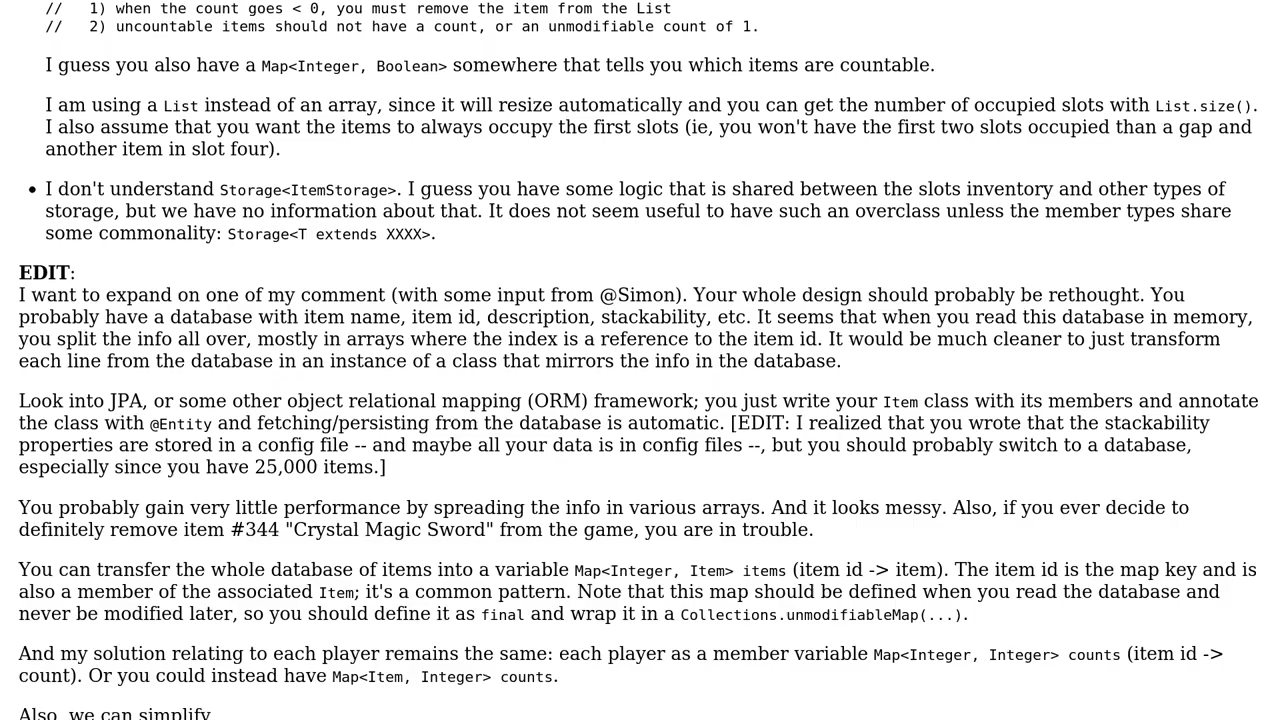 //   1) when the count goes < 0, you must remove the item from the List
//   2) uncountable items should not have a count, or an unmodifiable count of 1.
I guess you also have a Map<Integer, Boolean> somewhere that tells you which items are countable.
I am using a List instead of an array, since it will resize automatically and you can get the number of occupied slots with List.size().
I also assume that you want the items to always occupy the first slots (ie, you won't have the first two slots occupied than a gap and
another item in slot four).
• I don't understand Storage<ItemStorage>. I guess you have some logic that is shared between the slots inventory and other types of
storage, but we have no information about that. It does not seem useful to have such an overclass unless the member types share
some commonality: Storage<T extends XXXX>.
EDIT:
I want to expand on one of my comment (with some input from @Simon). Your whole design should probably be rethought. You
probably have a database with item name, item id, description, stackability, etc. It seems that when you read this database in memory,
you split the info all over, mostly in arrays where the index is a reference to the item id. It would be much cleaner to just transform
each line from the database in an instance of a class that mirrors the info in the database.
Look into JPA, or some other object relational mapping (ORM) framework; you just write your Item class with its members and annotate
the class with @Entity and fetching/persisting from the database is automatic. [EDIT: I realized that you wrote that the stackability
properties are stored in a config file -- and maybe all your data is in config files --, but you should probably switch to a database,
especially since you have 25,000 items.]
You probably gain very little performance by spreading the info in various arrays. And it looks messy. Also, if you ever decide to
definitely remove item #344 "Crystal Magic Sword" from the game, you are in trouble.
You can transfer the whole database of items into a variable Map<Integer, Item> items (item id -> item). The item id is the map key and is
also a member of the associated Item; it's a common pattern. Note that this map should be defined when you read the database and
never be modified later, so you should define it as final and wrap it in a Collections.unmodifiableMap(...).
And my solution relating to each player remains the same: each player as a member variable Map<Integer, Integer> counts (item id ->
count). Or you could instead have Map<Item, Integer> counts.
Also, we can simplify